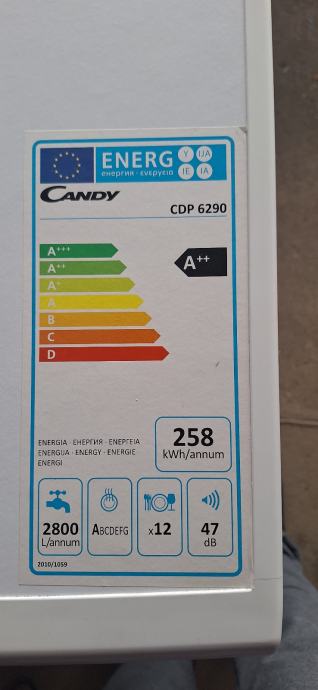 ENERG Y IJA
енергия · ενεργεια IE IA
CANDY
CDP 6290
A+++
A++
A+
A
B
C
D
A++
258
kWh/annum
ENERGIA · ЕНЕРГИЯ · ΕΝΕΡΓΕΙΑ
ENERGIJA · ENERGY · ENERGIE
ENERGI
2800
L/annum
ABCDEFG
x12
47
dB
2010/1059